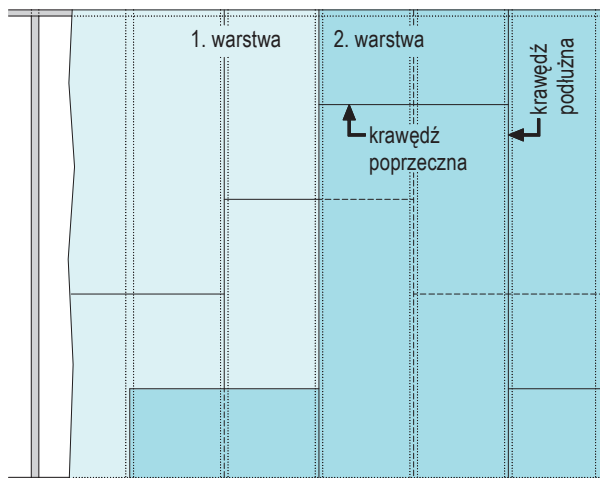 1. warstwa
2. warstwa
krawędź
poprzeczna
krawędź
podłużna